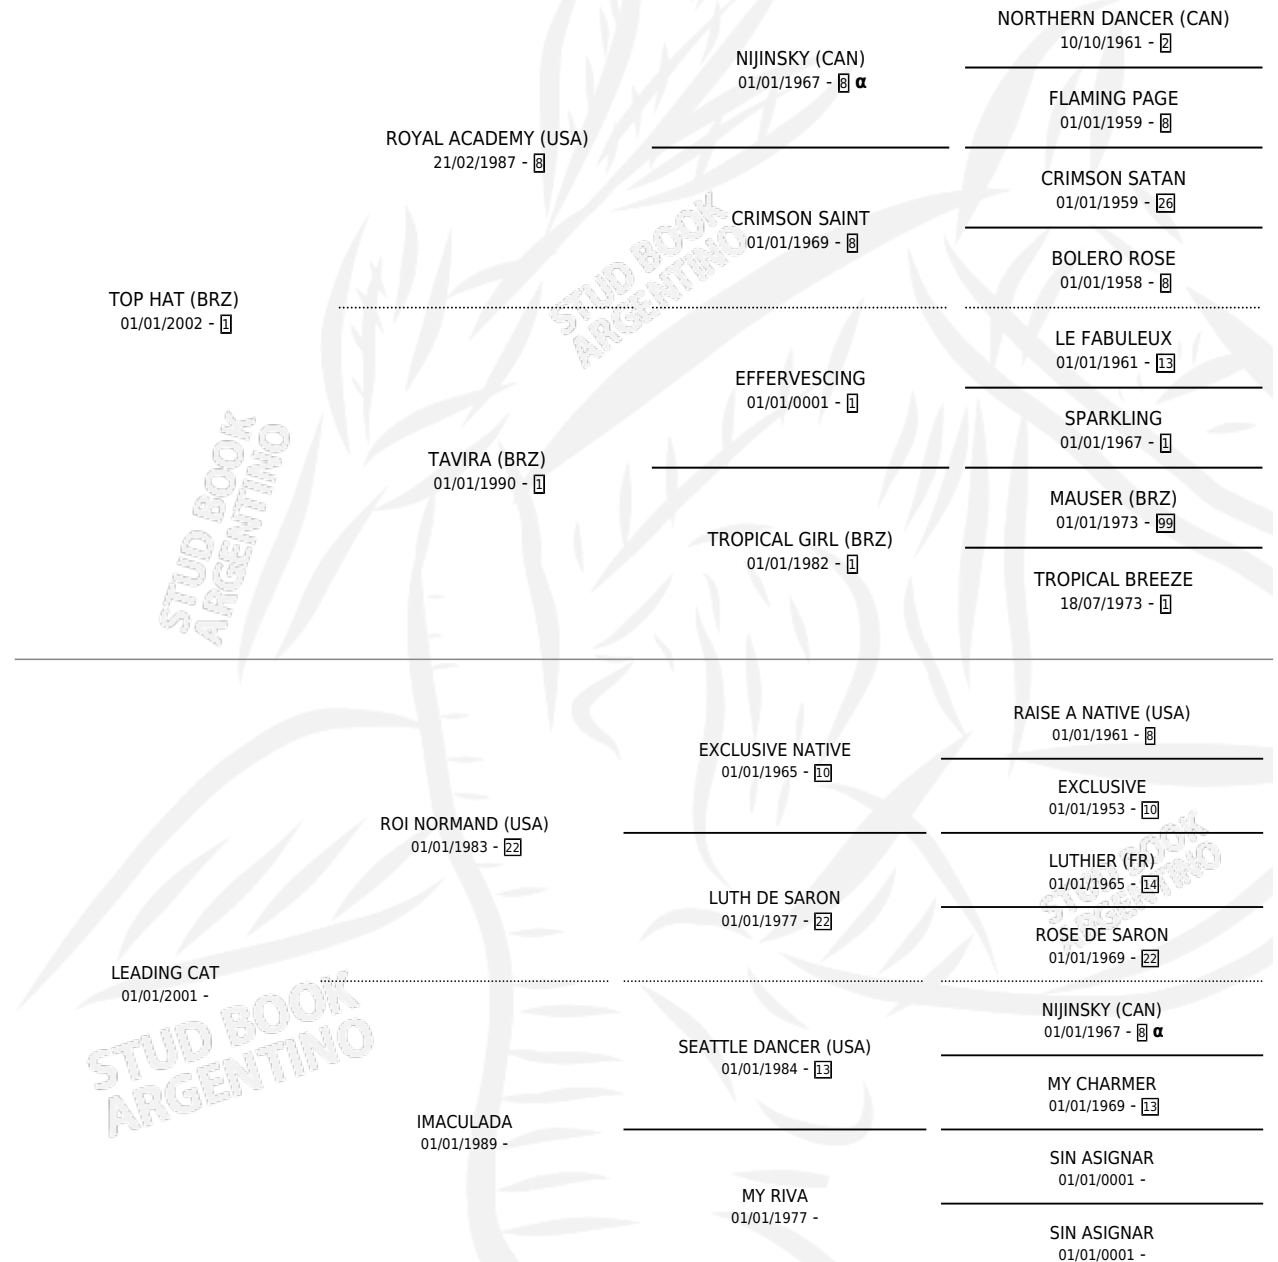 NORTHERN DANCER (CAN)
10/10/1961 - 2
NIJINSKY (CAN)
01/01/1967 - 8 α
FLAMING PAGE
01/01/1959 - 8
ROYAL ACADEMY (USA)
21/02/1987 - 8
CRIMSON SATAN
01/01/1959 - 26
CRIMSON SAINT
01/01/1969 - 8
BOLERO ROSE
01/01/1958 - 8
TOP HAT (BRZ)
01/01/2002 - 1
LE FABULEUX
01/01/1961 - 13
EFFERVESCING
01/01/0001 - 1
SPARKLING
01/01/1967 - 1
TAVIRA (BRZ)
01/01/1990 - 1
MAUSER (BRZ)
01/01/1973 - 99
TROPICAL GIRL (BRZ)
01/01/1982 - 1
TROPICAL BREEZE
18/07/1973 - 1
RAISE A NATIVE (USA)
01/01/1961 - 8
EXCLUSIVE NATIVE
01/01/1965 - 10
EXCLUSIVE
01/01/1953 - 10
ROI NORMAND (USA)
01/01/1983 - 22
LUTHIER (FR)
01/01/1965 - 14
LUTH DE SARON
01/01/1977 - 22
ROSE DE SARON
01/01/1969 - 22
LEADING CAT
01/01/2001 -
NIJINSKY (CAN)
01/01/1967 - 8 α
SEATTLE DANCER (USA)
01/01/1984 - 13
MY CHARMER
01/01/1969 - 13
IMACULADA
01/01/1989 -
SIN ASIGNAR
01/01/0001 -
MY RIVA
01/01/1977 -
SIN ASIGNAR
01/01/0001 -
STUD BOOK
ARGENTINO
STUD BOOK
ARGENTINO
STUD BOOK
ARGENTINO
STUD BOOK
ARGENTINO